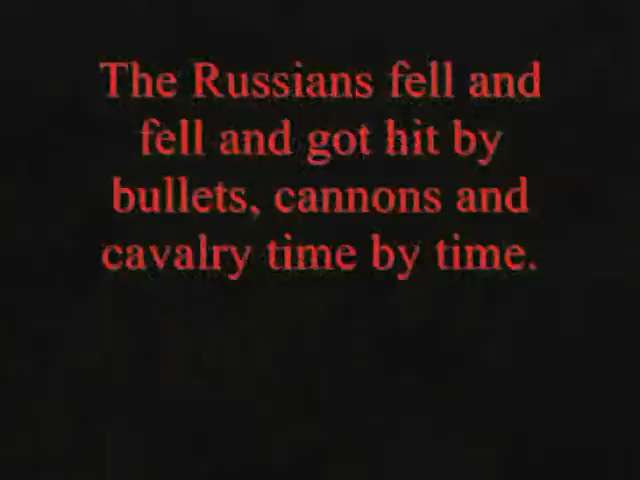 The Russians fell and
fell and got hit by
bullets, cannons and
cavalry time by time.